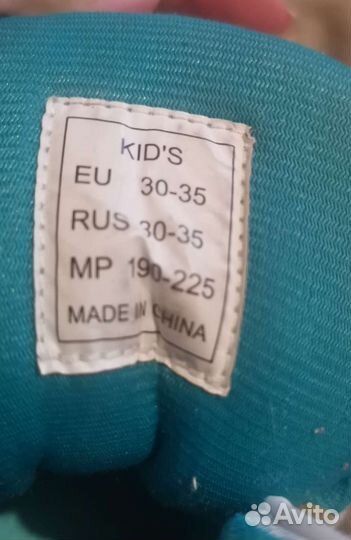 KID'S
EU 30-35
RUS 30-35
MP 190-225
MADE IN CHINA
Avito